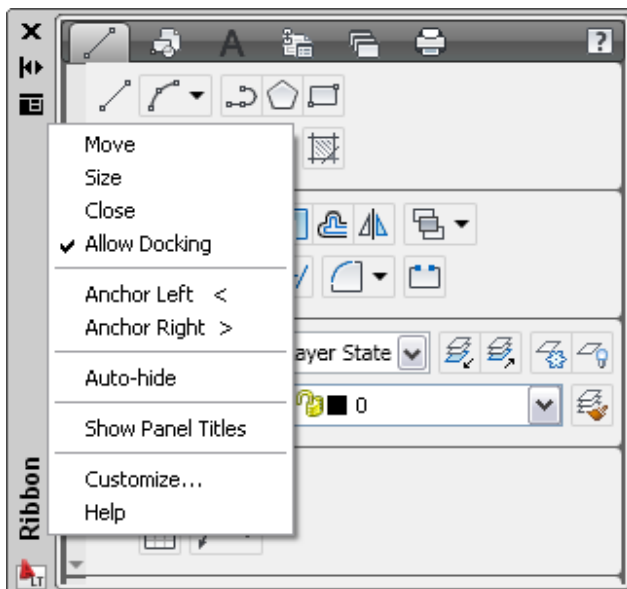 A
?
Move
Size
Close
Allow Docking
Anchor Left <
Anchor Right >
Auto-hide
Show Panel Titles
Customize...
Help
ayer State
0
Ribbon
LT